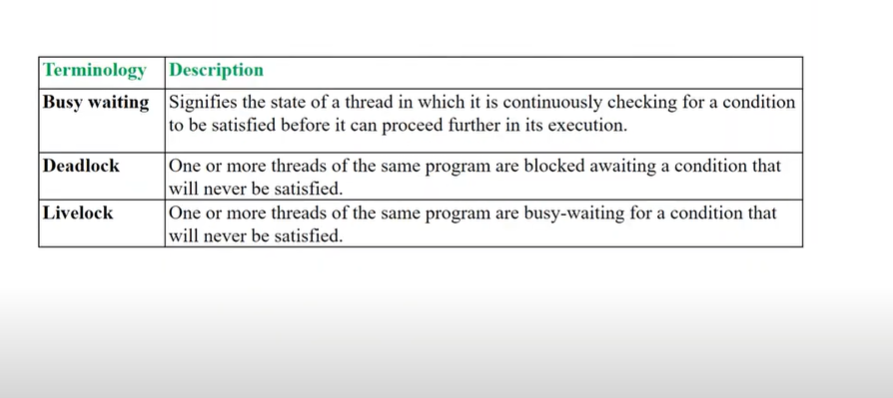 Terminology Description
Busy waiting Signifies the state of a thread in which it is continuously checking for a condition
to be satisfied before it can proceed further in its execution.
Deadlock One or more threads of the same program are blocked awaiting a condition that
will never be satisfied.
Livelock One or more threads of the same program are busy-waiting for a condition that
will never be satisfied.